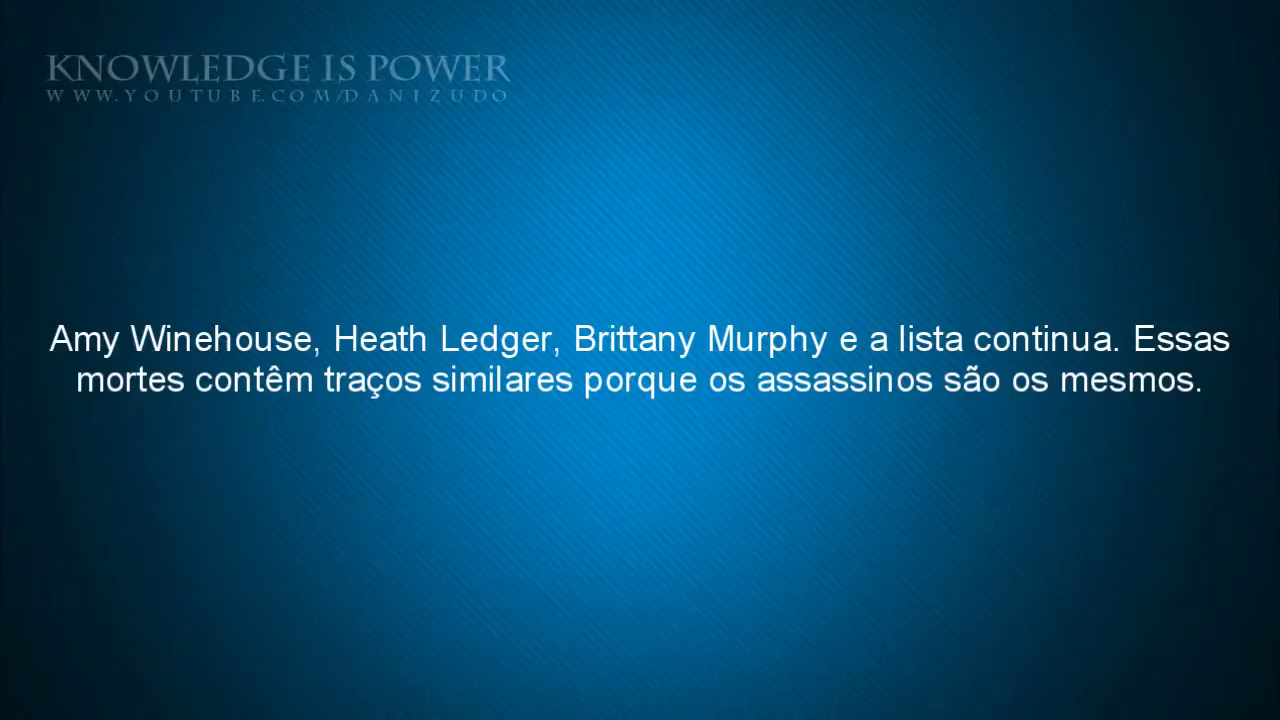 KNOWLEDGE IS POWER
WWW.YOUTUBE.COM/DANIZUDO
Amy Winehouse, Heath Ledger, Brittany Murphy e a lista continua. Essas
mortes contêm traços similares porque os assassinos são os mesmos.